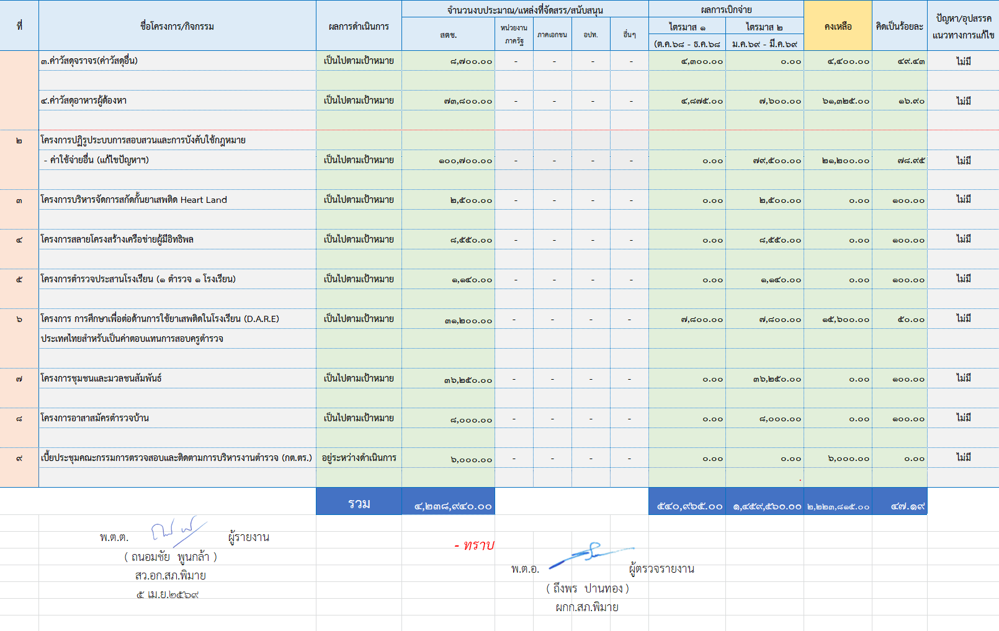 ที่ ชื่อโครงการ/กิจกรรม ผลการดำเนินการ จำนวนงบประมาณ/แหล่งที่จัดสรร/สนับสนุน ผลการเบิกจ่าย คงเหลือ คิดเป็นร้อยละ ปัญหา/อุปสรรค
แนวทางการแก้ไข
สตช. หน่วยงาน ภาคเอกชน อปท. อื่นๆ ไตรมาส ๑ ไตรมาส ๒
ภาครัฐ (ต.ค.๖๘ - ธ.ค.๖๘ ม.ค.๖๙ - มี.ค.๖๙
๓.ค่าวัสดุจราจร(ค่าวัสดุอื่น) เป็นไปตามเป้าหมาย ๘,๗๐๐.๐๐ - - - - ๔,๓๐๐.๐๐ ๐.๐๐ ๔,๔๐๐.๐๐ ๔๙.๔๓ ไม่มี
๔.ค่าวัสดุอาหารผู้ต้องหา เป็นไปตามเป้าหมาย ๗๓,๘๐๐.๐๐ - - - - ๔,๘๗๕.๐๐ ๗,๖๐๐.๐๐ ๖๑,๓๒๕.๐๐ ๑๖.๙๐ ไม่มี
๒ โครงการปฏิรูประบบการสอบสวนและการบังคับใช้กฎหมาย
- ค่าใช้จ่ายอื่น (แก้ไขปัญหาฯ) เป็นไปตามเป้าหมาย ๑๐๐,๗๐๐.๐๐ - - - - ๐.๐๐ ๗๙,๕๐๐.๐๐ ๒๑,๒๐๐.๐๐ ๗๘.๙๕ ไม่มี
๓ โครงการบริหารจัดการสกัดกั้นยาเสพติด Heart Land เป็นไปตามเป้าหมาย ๒,๕๐๐.๐๐ - - - - ๐.๐๐ ๒,๕๐๐.๐๐ ๐.๐๐ ๑๐๐.๐๐ ไม่มี
๔ โครงการสลายโครงสร้างเครือข่ายผู้มีอิทธิพล เป็นไปตามเป้าหมาย ๘,๕๕๐.๐๐ - - - - ๐.๐๐ ๘,๕๕๐.๐๐ ๐.๐๐ ๑๐๐.๐๐ ไม่มี
๕ โครงการตำรวจประสานโรงเรียน (๑ ตำรวจ ๑ โรงเรียน) เป็นไปตามเป้าหมาย ๑,๑๔๐.๐๐ - - - - ๐.๐๐ ๑,๑๔๐.๐๐ ๐.๐๐ ๑๐๐.๐๐ ไม่มี
๖ โครงการ การศึกษาเพื่อต่อต้านการใช้ยาเสพติดในโรงเรียน (D.A.R.E) เป็นไปตามเป้าหมาย ๓๑,๒๐๐.๐๐ - - - - ๗,๘๐๐.๐๐ ๗,๘๐๐.๐๐ ๑๕,๖๐๐.๐๐ ๕๐.๐๐ ไม่มี
ประเทศไทยสำหรับเป็นค่าตอบแทนการสอบครูตำรวจ
๗ โครงการชุมชนและมวลชนสัมพันธ์ เป็นไปตามเป้าหมาย ๓๖,๒๕๐.๐๐ - - - - ๐.๐๐ ๓๖,๒๕๐.๐๐ ๐.๐๐ ๑๐๐.๐๐ ไม่มี
๘ โครงการอาสาสมัครตำรวจบ้าน เป็นไปตามเป้าหมาย ๘,๐๐๐.๐๐ - - - - ๐.๐๐ ๘,๐๐๐.๐๐ ๐.๐๐ ๑๐๐.๐๐ ไม่มี
๙ เบี้ยประชุมคณะกรรมการตรวจสอบและติดตามการบริหารงานตำรวจ (กต.ตร.) อยู่ระหว่างดำเนินการ ๖,๐๐๐.๐๐ - - - - ๐.๐๐ ๐.๐๐ ๖,๐๐๐.๐๐ ๐.๐๐ ไม่มี
รวม ๔,๒๓๘,๙๔๐.๐๐ ๕๔๐,๙๖๕.๐๐ ๑,๔๕๙,๕๖๐.๐๐ ๒,๒๒๓,๘๑๕.๐๐ ๔๗.๑๙
พ.ต.ต. ผู้รายงาน
- ทราบ
( ถนอมชัย พูนกล้า )
พ.ต.อ. ผู้ตรวจรายงาน
สว.อก.สภ.พิมาย
( ถึงพร ปานทอง )
๕ เม.ย.๒๕๖๙
ผกก.สภ.พิมาย